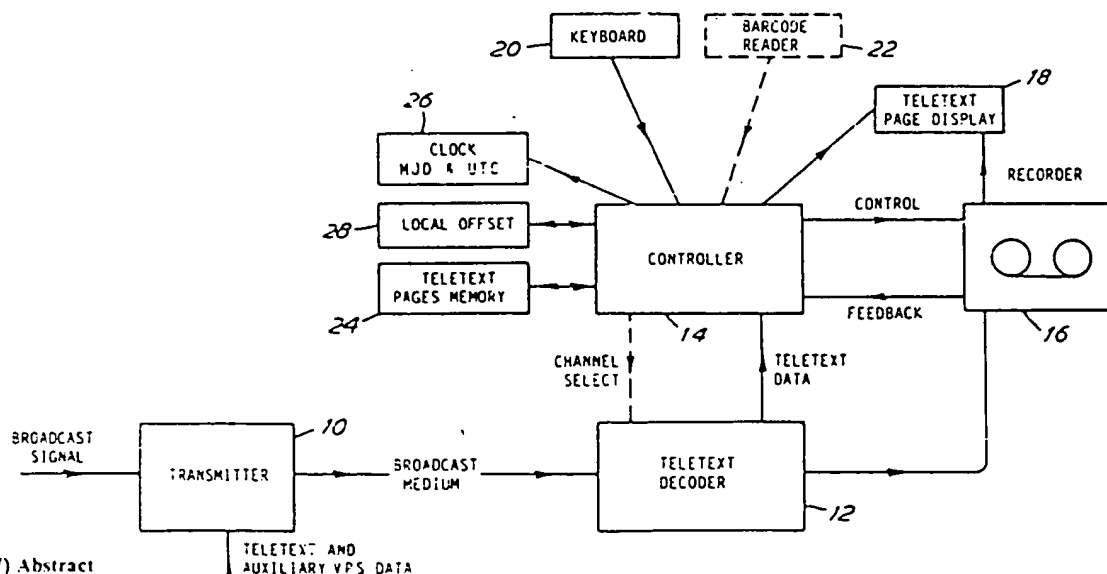 20
KEYBOARD
BARCODE
READER
22
18
TELETEXT
PAGE DISPLAY
26
CLOCK
MJD & UTC
RECORDER
28
LOCAL OFFSET
CONTROL
CONTROLLER
TELETEXT
PAGES MEMORY
24
FEEDBACK
14
16
CHANNEL
SELECT
TELETEXT
DATA
10
BROADCAST
SIGNAL
TRANSMITTER
BROADCAST
MEDIUM
TELETEXT
DECODER
12
TELETEXT AND
AUXILIARY VPS DATA
) Abstract